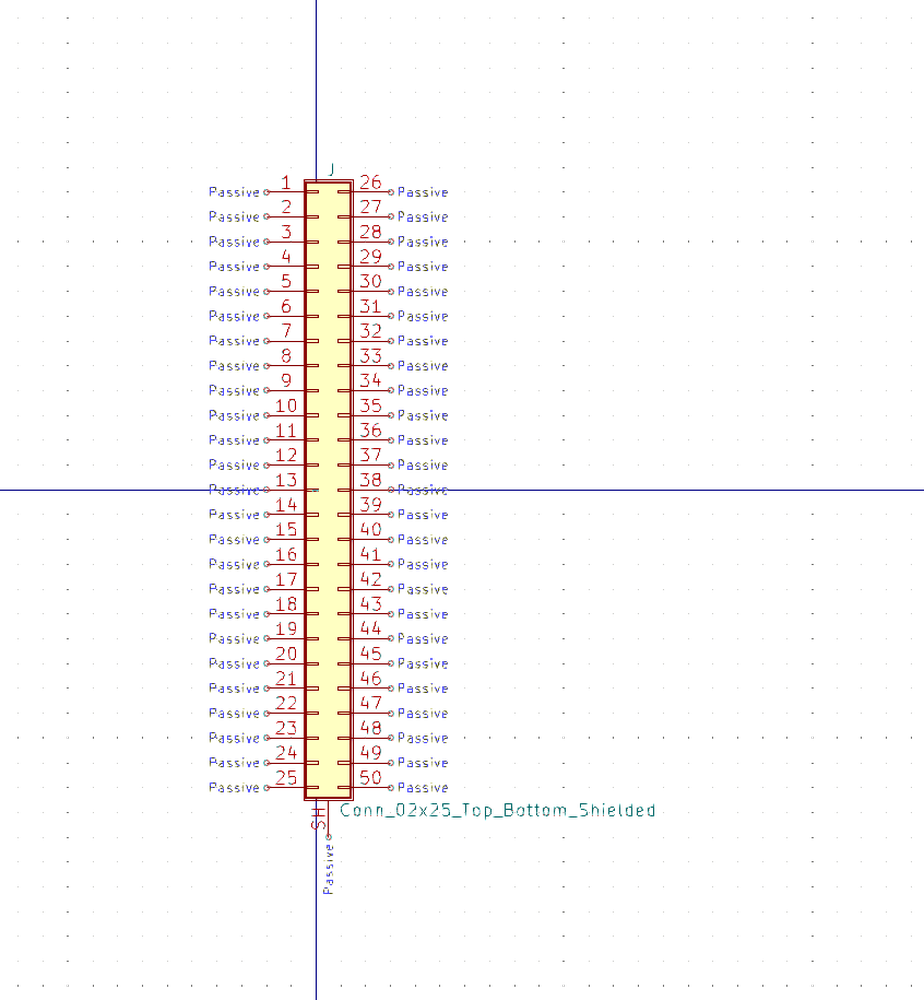 J
Passive 1 26 Passive
Passive 2 27 Passive
Passive 3 28 Passive
Passive 4 29 Passive
Passive 5 30 Passive
Passive 6 31 Passive
Passive 7 32 Passive
Passive 8 33 Passive
Passive 9 34 Passive
Passive 10 35 Passive
Passive 11 36 Passive
Passive 12 37 Passive
Passive 13 38 Passive
Passive 14 39 Passive
Passive 15 40 Passive
Passive 16 41 Passive
Passive 17 42 Passive
Passive 18 43 Passive
Passive 19 44 Passive
Passive 20 45 Passive
Passive 21 46 Passive
Passive 22 47 Passive
Passive 23 48 Passive
Passive 24 49 Passive
Passive 25 50 Passive
SH Conn_02x25_Top_Bottom_Shielded
Passive